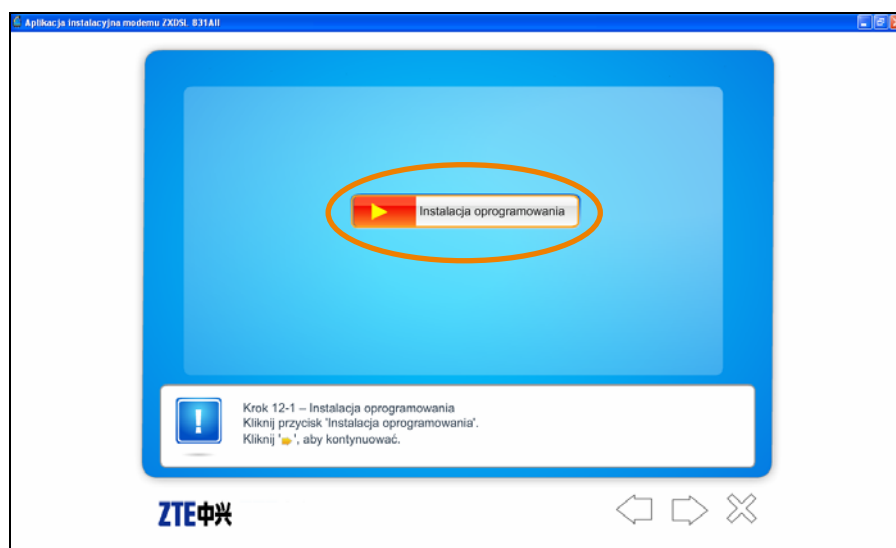 Aplikacja instalacyjna modemu ZXDSL 831AII
Instalacja oprogramowania
Krok 12-1 – Instalacja oprogramowania
Kliknij przycisk 'Instalacja oprogramowania'.
Kliknij '', aby kontynuować.
ZTE中兴